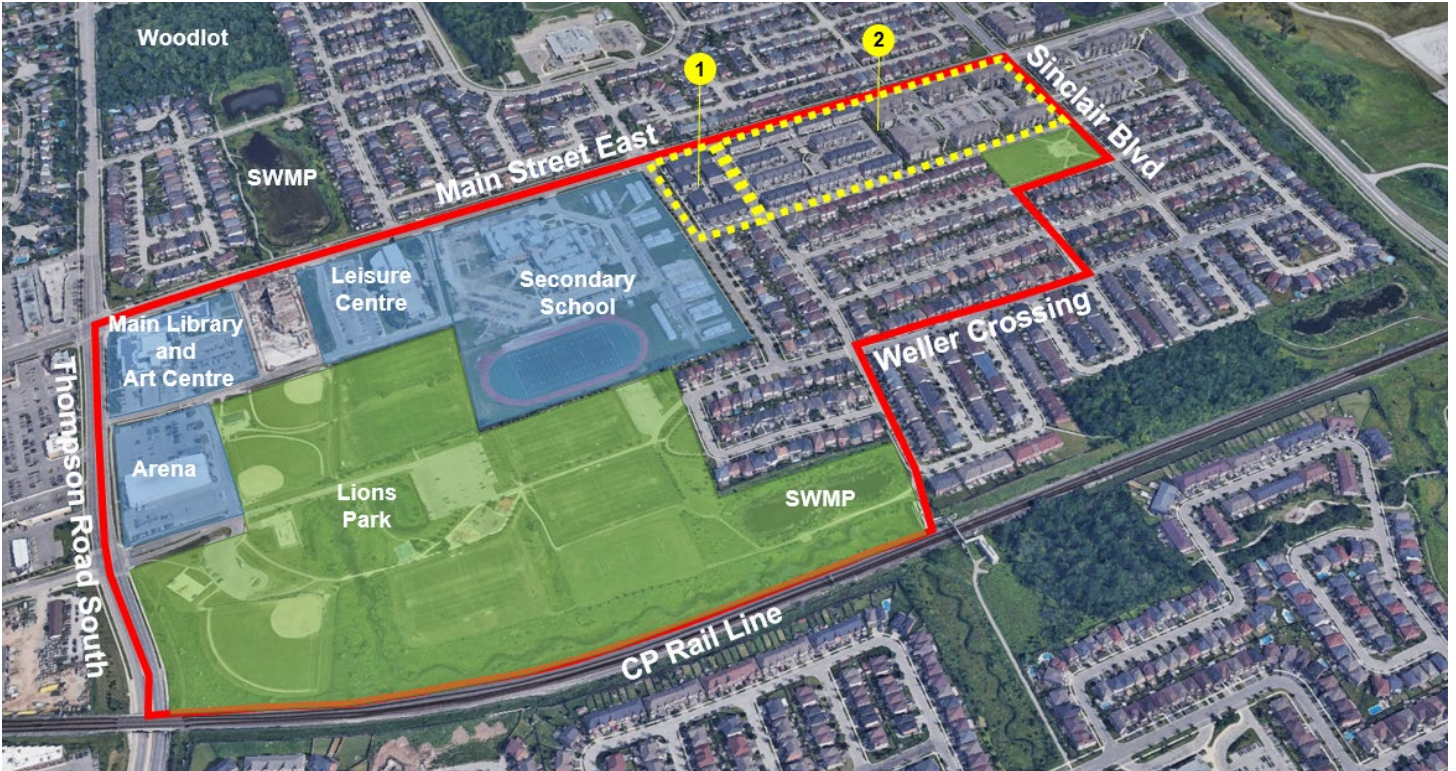 Woodlot
1
2
Sinclair Blvd
Main Street East
SWMP
Leisure
Centre
Secondary
School
Main Library
and
Art Centre
Weller Crossing
Thompson Road South
Arena
Lions
Park
SWMP
CP Rail Line